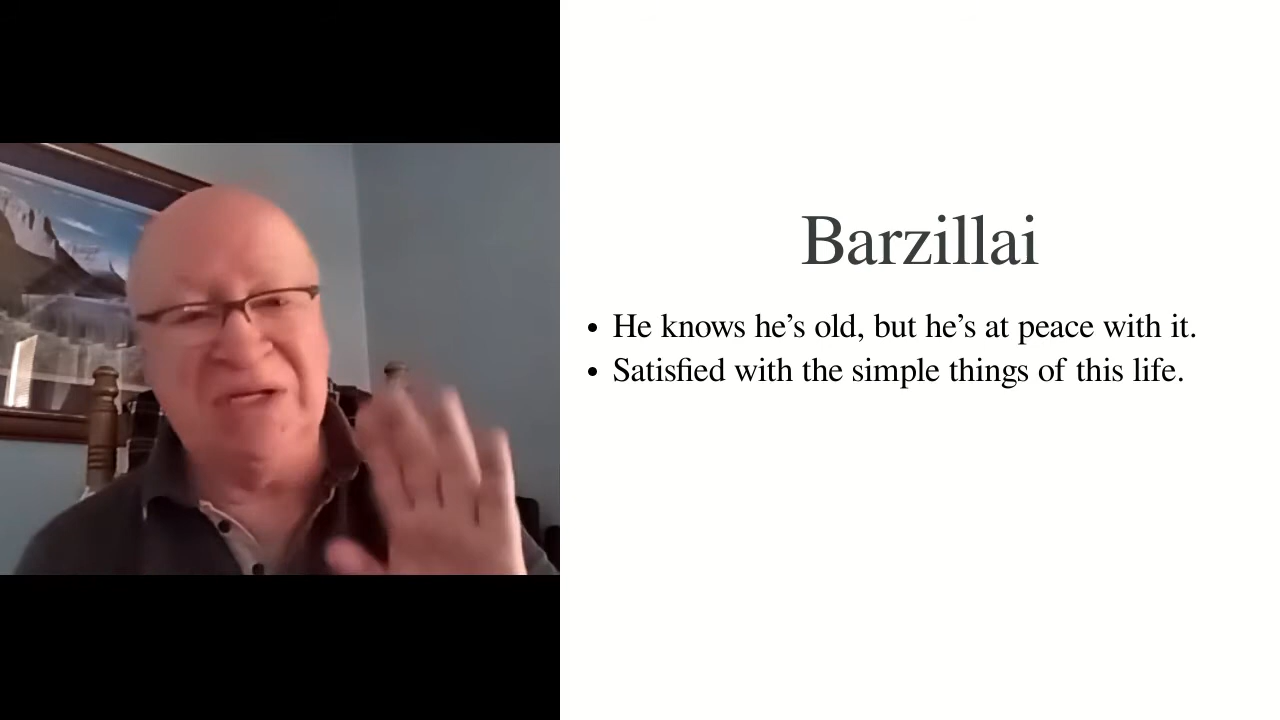 Barzillai
• He knows he’s old, but he’s at peace with it.
• Satisfied with the simple things of this life.